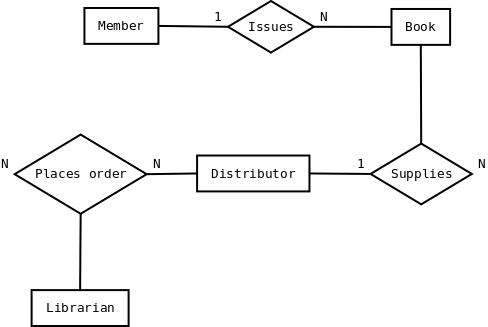 1 N
Member Issues Book
N N 1 N
Places order Distributor Supplies
Librarian